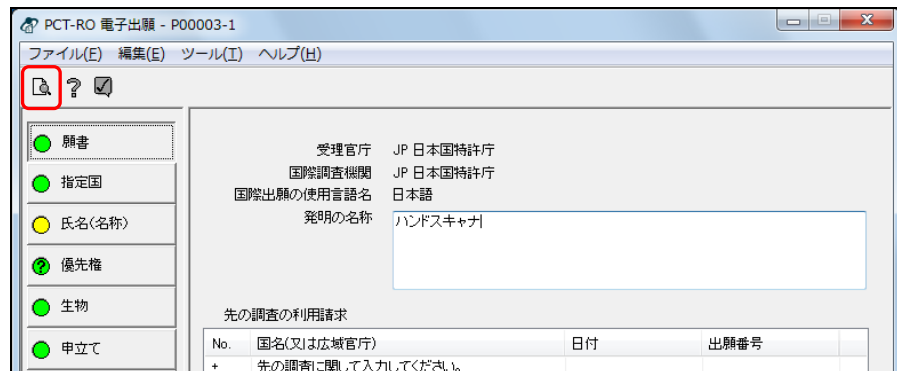 PCT-RO 電子出願 - P00003-1
ファイル(F) 編集(E) ツール(T) ヘルプ(H)
願書
指定国
氏名(名称)
優先権
生物
申立て
受理官庁 JP 日本国特許庁
国際調査機関 JP 日本国特許庁
国際出願の使用言語名 日本語
発明の名称 ハンドスキャナ
先の調査の利用請求
No. 国名(又は広域官庁) 日付 出願番号
+ 先の調査に関して入力してください。